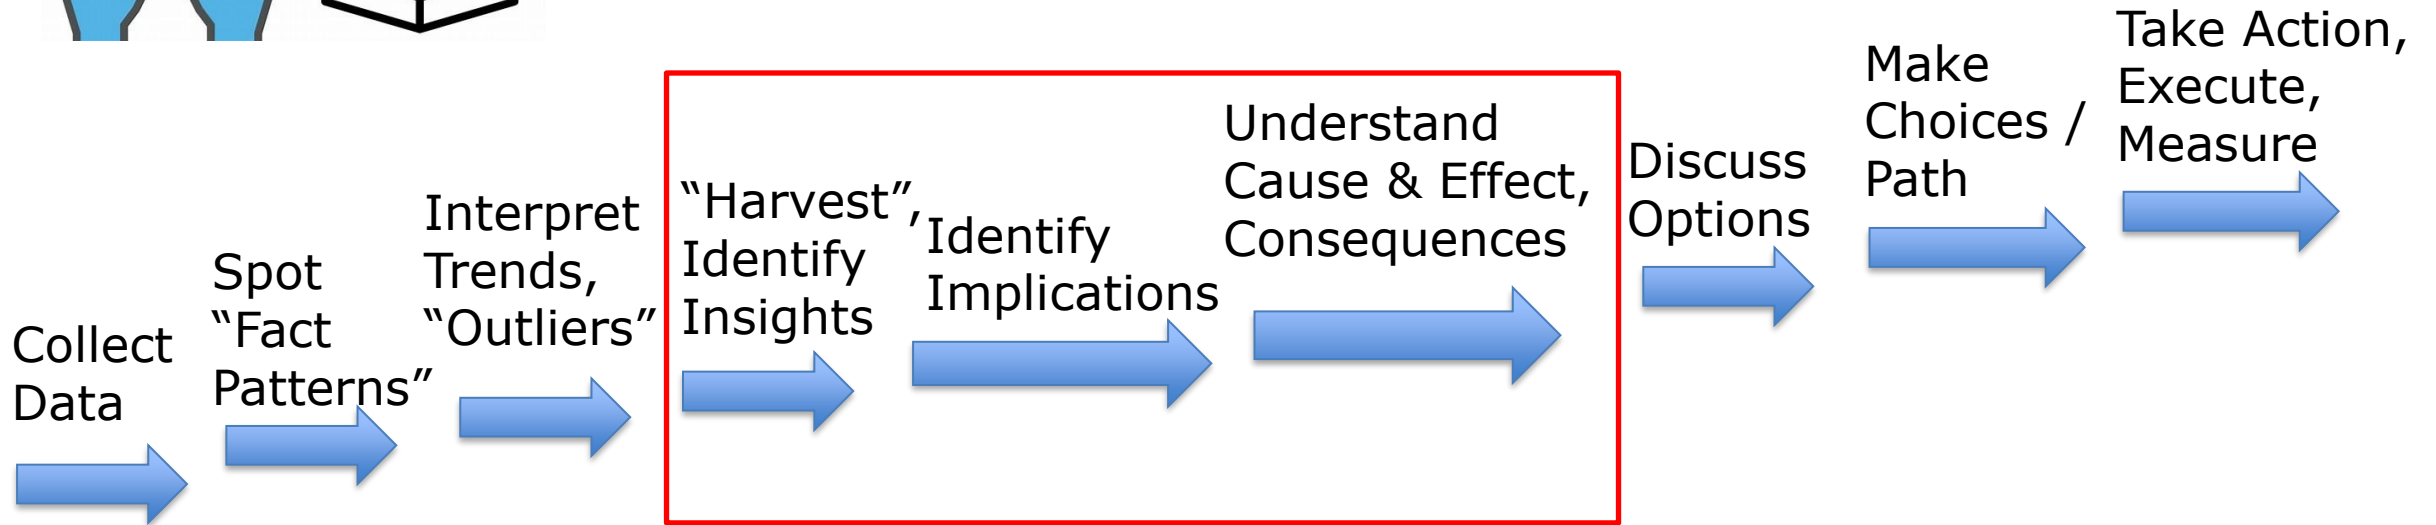 Collect
Data
Spot
“Fact
Patterns”
Interpret
Trends,
“Outliers”
“Harvest”,
Identify
Insights
Identify
Implications
Understand
Cause & Effect,
Consequences
Discuss
Options
Make
Choices /
Path
Take Action,
Execute,
Measure